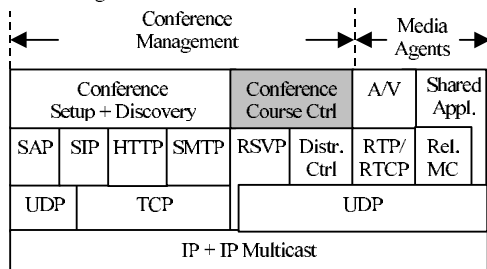 Conference
Management
Media
Agents
Conference
Setup + Discovery
Conference
Course Ctrl
A/V
Shared
Appl.
SAP
SIP
HTTP
SMTP
RSVP
Distr.
Ctrl
RTP/
RTCP
Rel.
MC
UDP
TCP
UDP
IP + IP Multicast